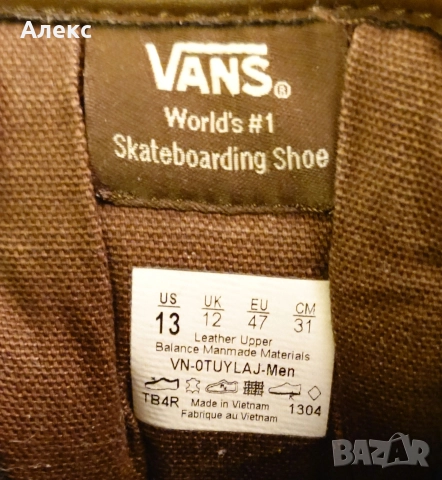 Алекс
VANS®
World's #1
Skateboarding Shoe
US UK EU CM
13 12 47 31
Leather Upper
Balance Manmade Materials
VN-0TUYLAJ-Men
TB4R Made in Vietnam 1304
Fabrique au Vietnam
BAZAR